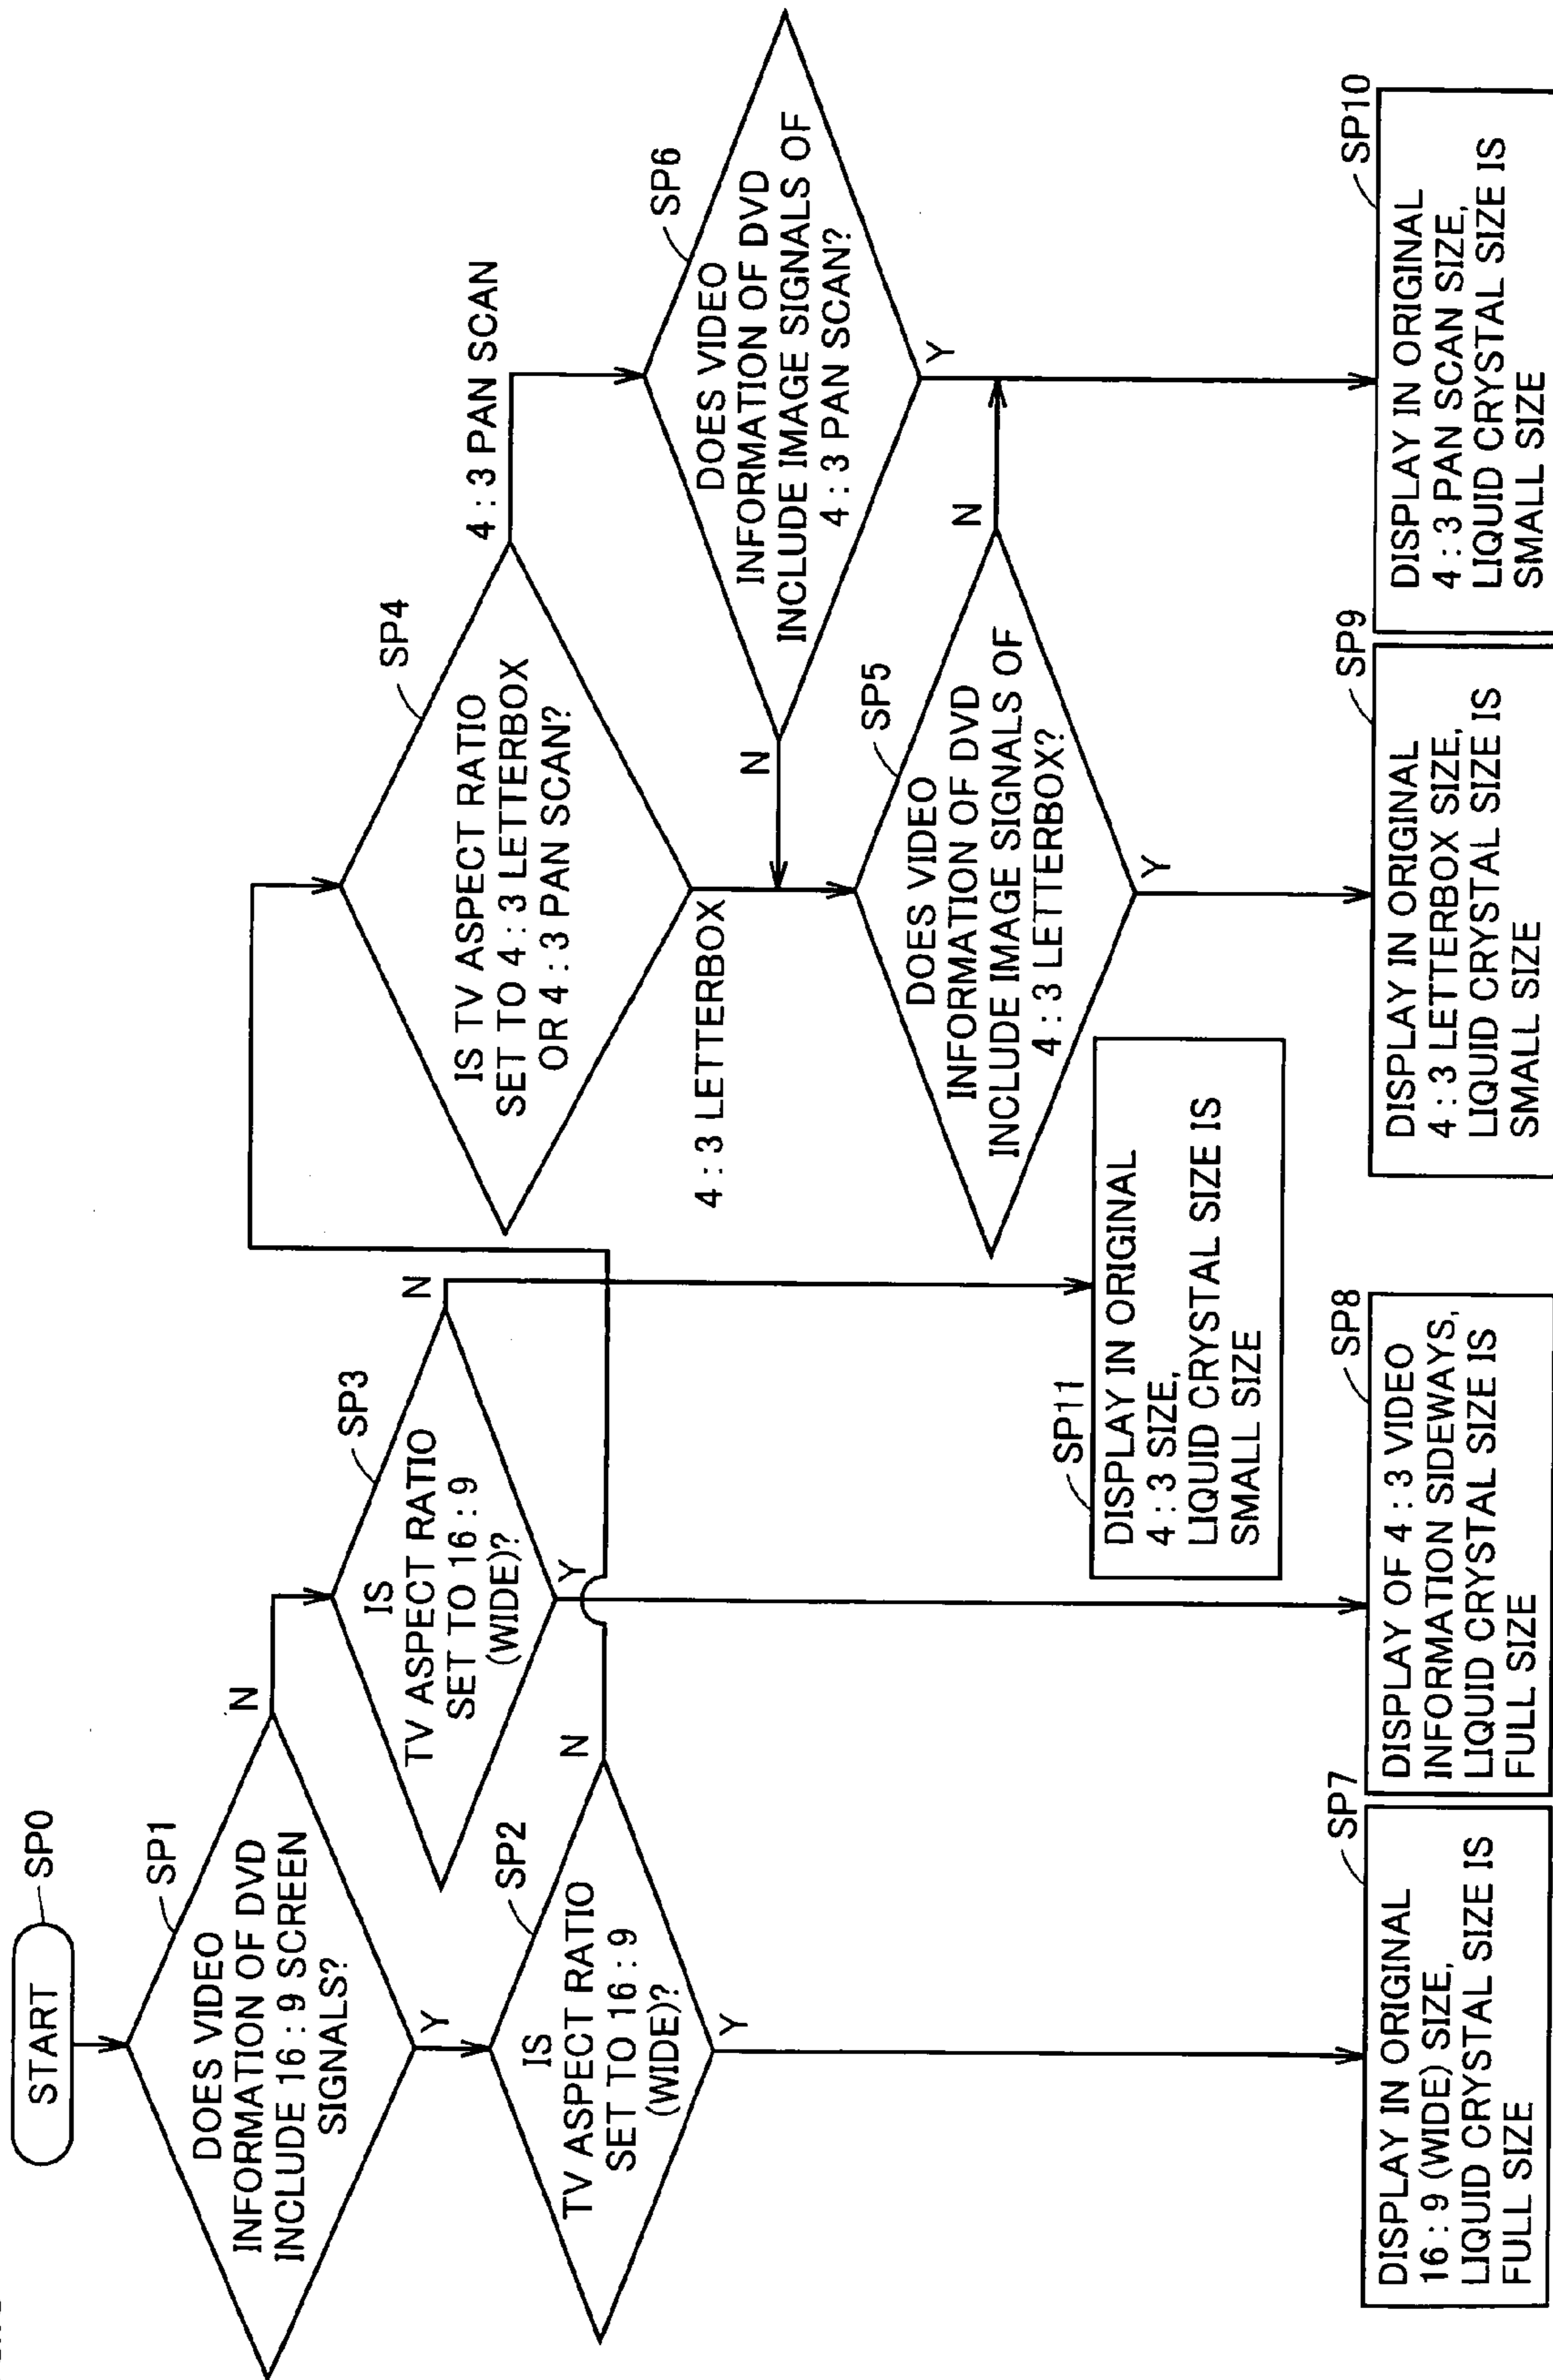 START
SP0
DOES VIDEO
INFORMATION OF DVD
INCLUDE 16 : 9 SCREEN
SIGNALS?
SP1
N
Y
IS
TV ASPECT RATIO
SET TO 16 : 9
(WIDE)?
SP2
N
Y
IS
TV ASPECT RATIO
SET TO 16 : 9
(WIDE)?
SP3
N
Y
IS TV ASPECT RATIO
SET TO 4 : 3 LETTERBOX
OR 4 : 3 PAN SCAN?
SP4
4 : 3 PAN SCAN
4 : 3 LETTERBOX
DOES VIDEO
INFORMATION OF DVD
INCLUDE IMAGE SIGNALS OF
4 : 3 PAN SCAN?
SP6
N
Y
DOES VIDEO
INFORMATION OF DVD
INCLUDE IMAGE SIGNALS OF
4 : 3 LETTERBOX?
SP5
N
Y
SP11
DISPLAY IN ORIGINAL
4 : 3 SIZE,
LIQUID CRYSTAL SIZE IS
SMALL SIZE
SP7
DISPLAY IN ORIGINAL
16 : 9 (WIDE) SIZE,
LIQUID CRYSTAL SIZE IS
FULL SIZE
SP8
DISPLAY OF 4 : 3 VIDEO
INFORMATION SIDEWAYS,
LIQUID CRYSTAL SIZE IS
FULL SIZE
SP9
DISPLAY IN ORIGINAL
4 : 3 LETTERBOX SIZE,
LIQUID CRYSTAL SIZE IS
SMALL SIZE
SP10
DISPLAY IN ORIGINAL
4 : 3 PAN SCAN SIZE,
LIQUID CRYSTAL SIZE IS
SMALL SIZE